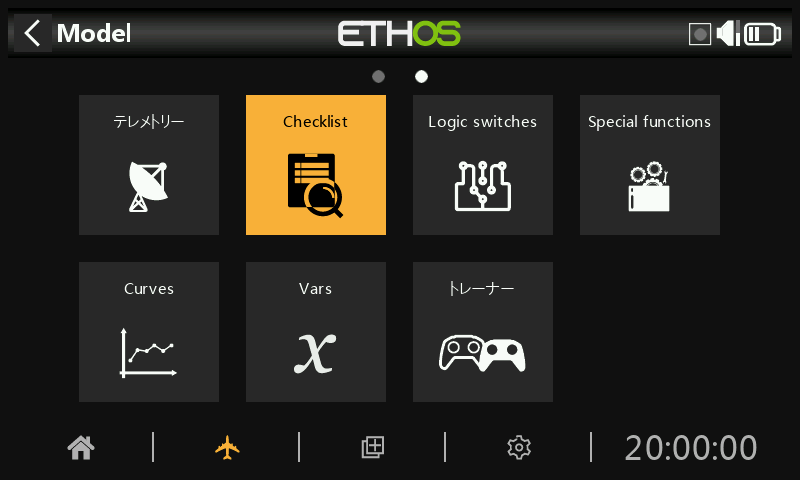 Model
ETHOS
テレメトリー
Checklist
Logic switches
Special functions
Curves
Vars
トレーナー
x
20:00:00